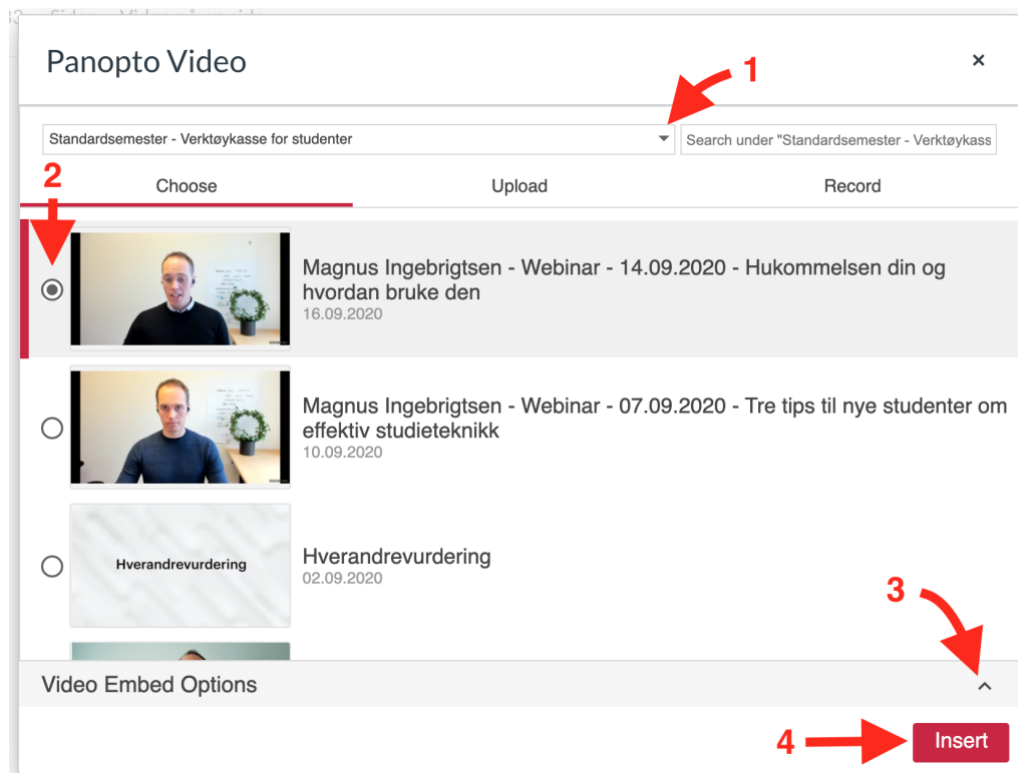 Panopto Video
×
1
Standardsemester - Verktøykasse for studenter
Search under "Standardsemester - Verktøykass
2
Choose
Upload
Record
Magnus Ingebrigtsen - Webinar - 14.09.2020 - Hukommelsen din og
hvordan bruke den
16.09.2020
Magnus Ingebrigtsen - Webinar - 07.09.2020 - Tre tips til nye studenter om
effektiv studieteknikk
10.09.2020
Hverandrevurdering
Hverandrevurdering
02.09.2020
3
Video Embed Options
4
Insert